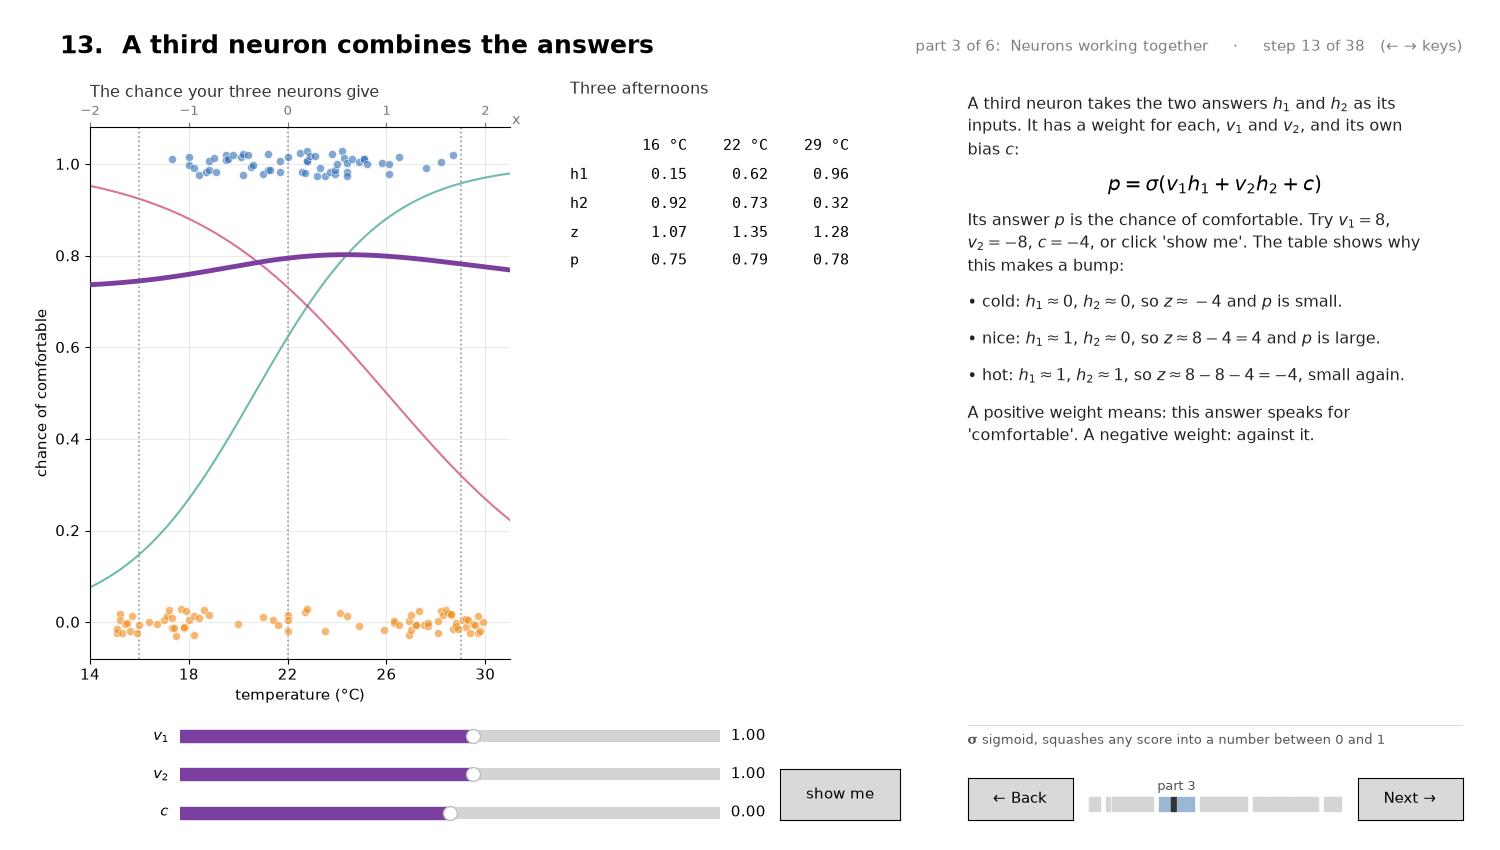 13.  A third neuron combines the answers
part 3 of 6:  Neurons working together   ·   step 13 of 38   (← → keys)
The chance your three neurons give
−2 −1 0 1 2 x
1.0
0.8
0.6
0.4
0.2
0.0
chance of comfortable
14 18 22 26 30
temperature (°C)
Three afternoons
16 °C 22 °C 29 °C
h1 0.15 0.62 0.96
h2 0.92 0.73 0.32
z 1.07 1.35 1.28
p 0.75 0.79 0.78
A third neuron takes the two answers h₁ and h₂ as its
inputs. It has a weight for each, v₁ and v₂, and its own
bias c:
p = σ(v₁h₁ + v₂h₂ + c)
Its answer p is the chance of comfortable. Try v₁ = 8,
v₂ = −8, c = −4, or click 'show me'. The table shows why
this makes a bump:
• cold: h₁ ≈ 0, h₂ ≈ 0, so z ≈ −4 and p is small.
• nice: h₁ ≈ 1, h₂ ≈ 0, so z ≈ 8 − 4 = 4 and p is large.
• hot: h₁ ≈ 1, h₂ ≈ 1, so z ≈ 8 − 8 − 4 = −4, small again.
A positive weight means: this answer speaks for
'comfortable'. A negative weight: against it.
v₁ 1.00
v₂ 1.00
c 0.00
show me
σ sigmoid, squashes any score into a number between 0 and 1
← Back
part 3
Next →